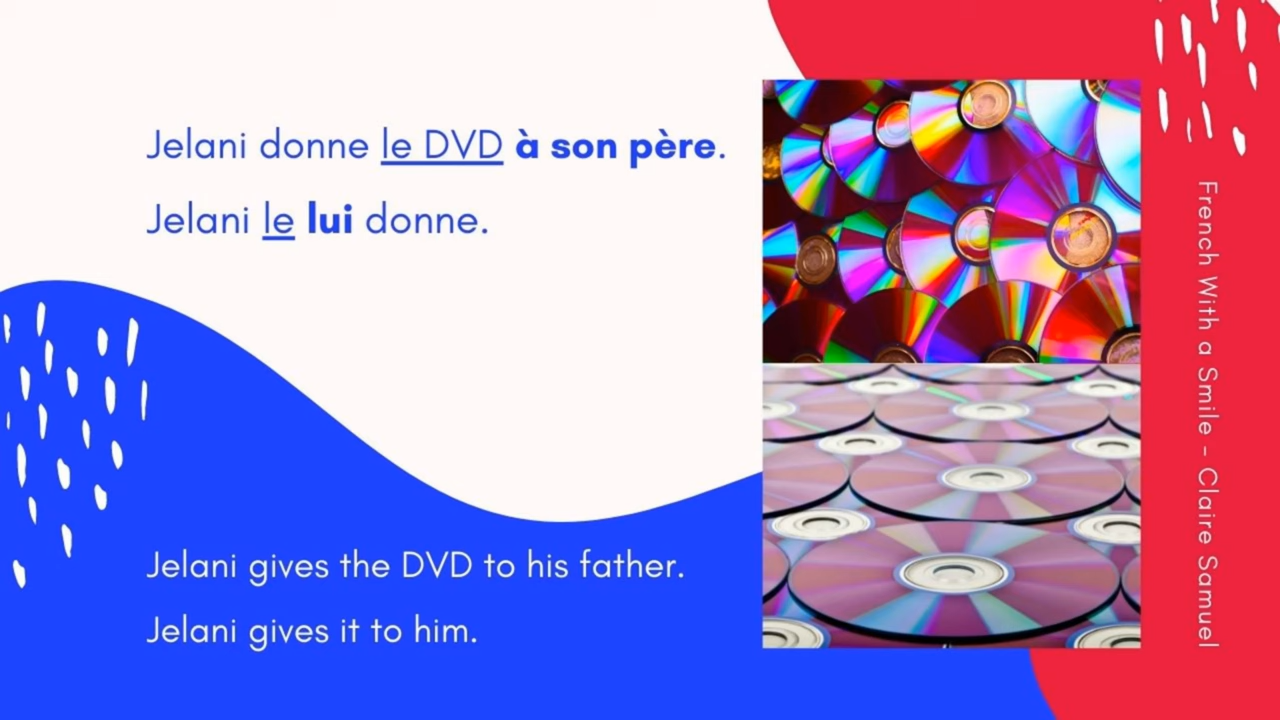 Jelani donne le DVD à son père.
Jelani le lui donne.
Jelani gives the DVD to his father.
Jelani gives it to him.
French With a Smile - Claire Samuel